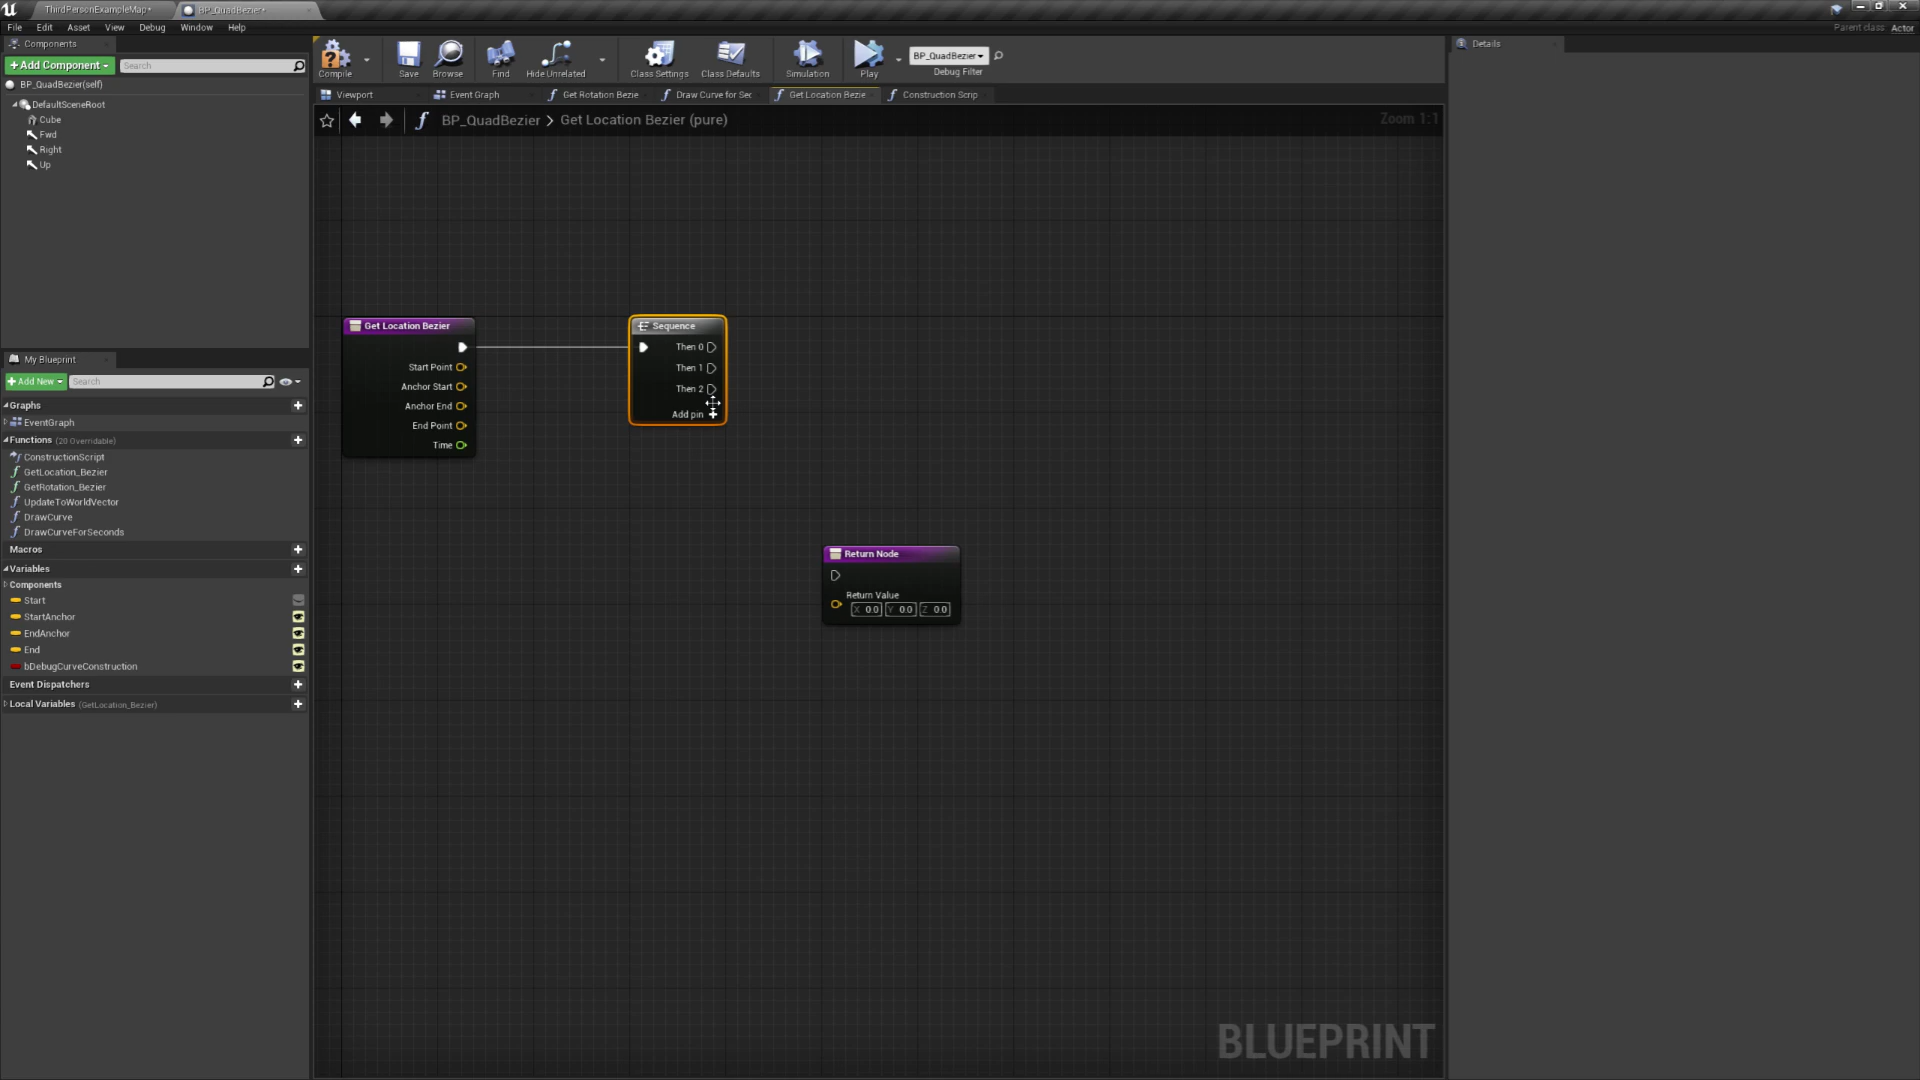 ThirdPersonExampleMap*
BP_QuadBezier*
File Edit Asset View Debug Window Help
Parent class Actor
Components
+Add Component
Search
BP_QuadBezier(self)
DefaultSceneRoot
Cube
Fwd
Right
Up
My Blueprint
+Add New
Search
Graphs
EventGraph
Functions (20 Overridable)
ConstructionScript
GetLocation_Bezier
GetRotation_Bezier
UpdateToWorldVector
DrawCurve
DrawCurveForSeconds
Macros
Variables
Components
Start
StartAnchor
EndAnchor
End
bDebugCurveConstruction
Event Dispatchers
Local Variables (GetLocation_Bezier)
Compile
Save
Browse
Find
Hide Unrelated
Class Settings
Class Defaults
Simulation
Play
BP_QuadBezier
Debug Filter
Viewport
Event Graph
Get Rotation Bezie
Draw Curve for Sec
Get Location Bezie
Construction Scrip
BP_QuadBezier > Get Location Bezier (pure)
Zoom 1:1
Get Location Bezier
Start Point
Anchor Start
Anchor End
End Point
Time
Sequence
Then 0
Then 1
Then 2
Add pin
Return Node
Return Value
X 0.0 Y 0.0 Z 0.0
BLUEPRINT
Details